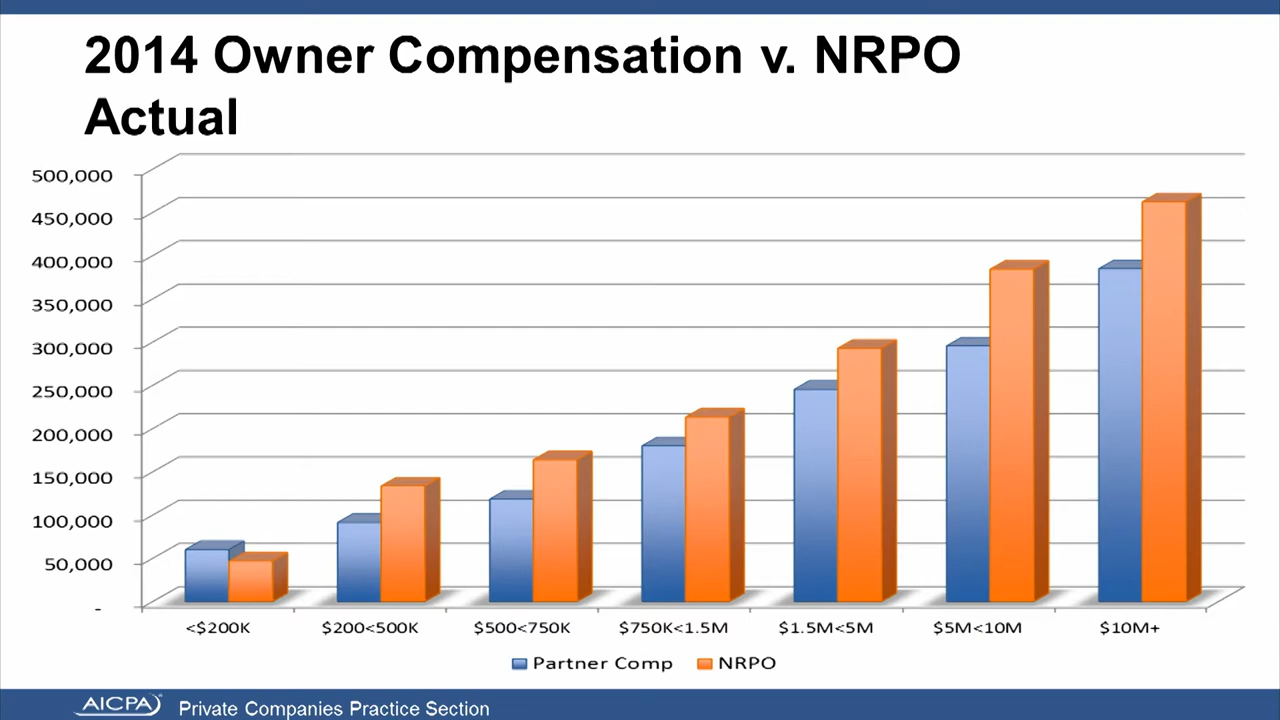 2014 Owner Compensation v. NRPO
Actual
500,000
450,000
400,000
350,000
300,000
250,000
200,000
150,000
100,000
50,000
-
<$200K $200<500K $500<750K $750K<1.5M $1.5M<5M $5M<10M $10M+
Partner Comp NRPO
AICPA Private Companies Practice Section